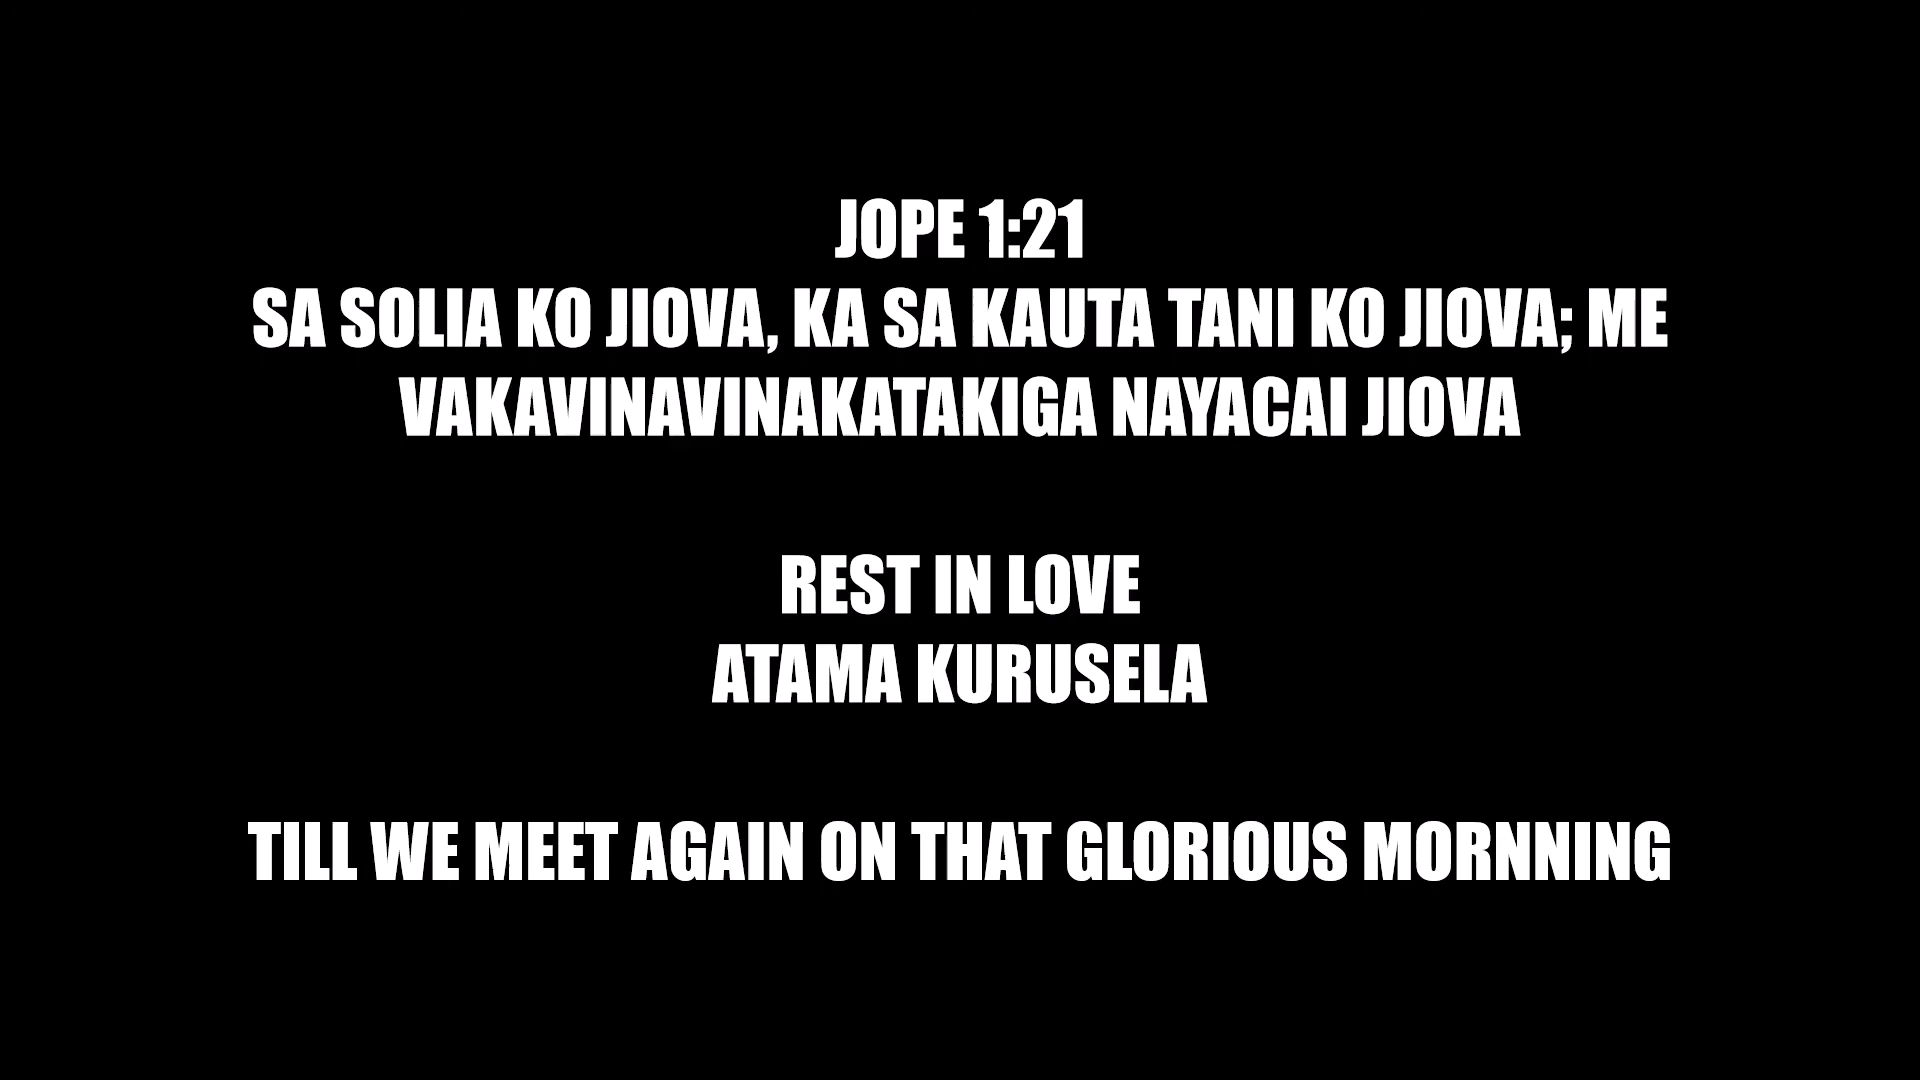 JOPE 1:21
SA SOLIA KO JIOVA, KA SA KAUTA TANI KO JIOVA; ME
VAKAVINAVINAKATAKIGA NAYACAI JIOVA
REST IN LOVE
ATAMA KURUSELA
TILL WE MEET AGAIN ON THAT GLORIOUS MORNNING